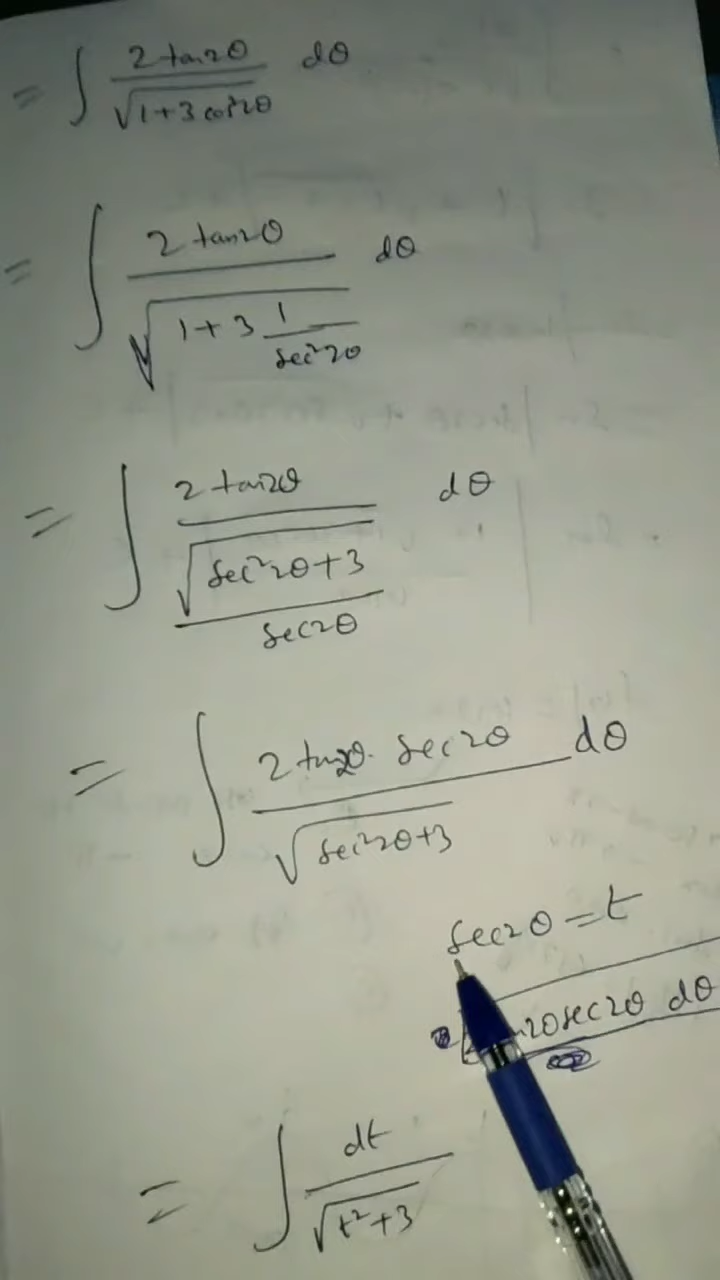 = ∫ 2 tan2θ / √(1+3 cos²2θ) dθ
= ∫ 2 tan2θ / √(1+3 1/sec²2θ) dθ
= ∫ 2 tan2θ / (√(sec²2θ+3) / sec2θ) dθ
= ∫ 2 tan2θ · sec2θ / √(sec²2θ+3) dθ
sec2θ = t
2θ sec2θ dθ
= ∫ dt / √(t²+3)